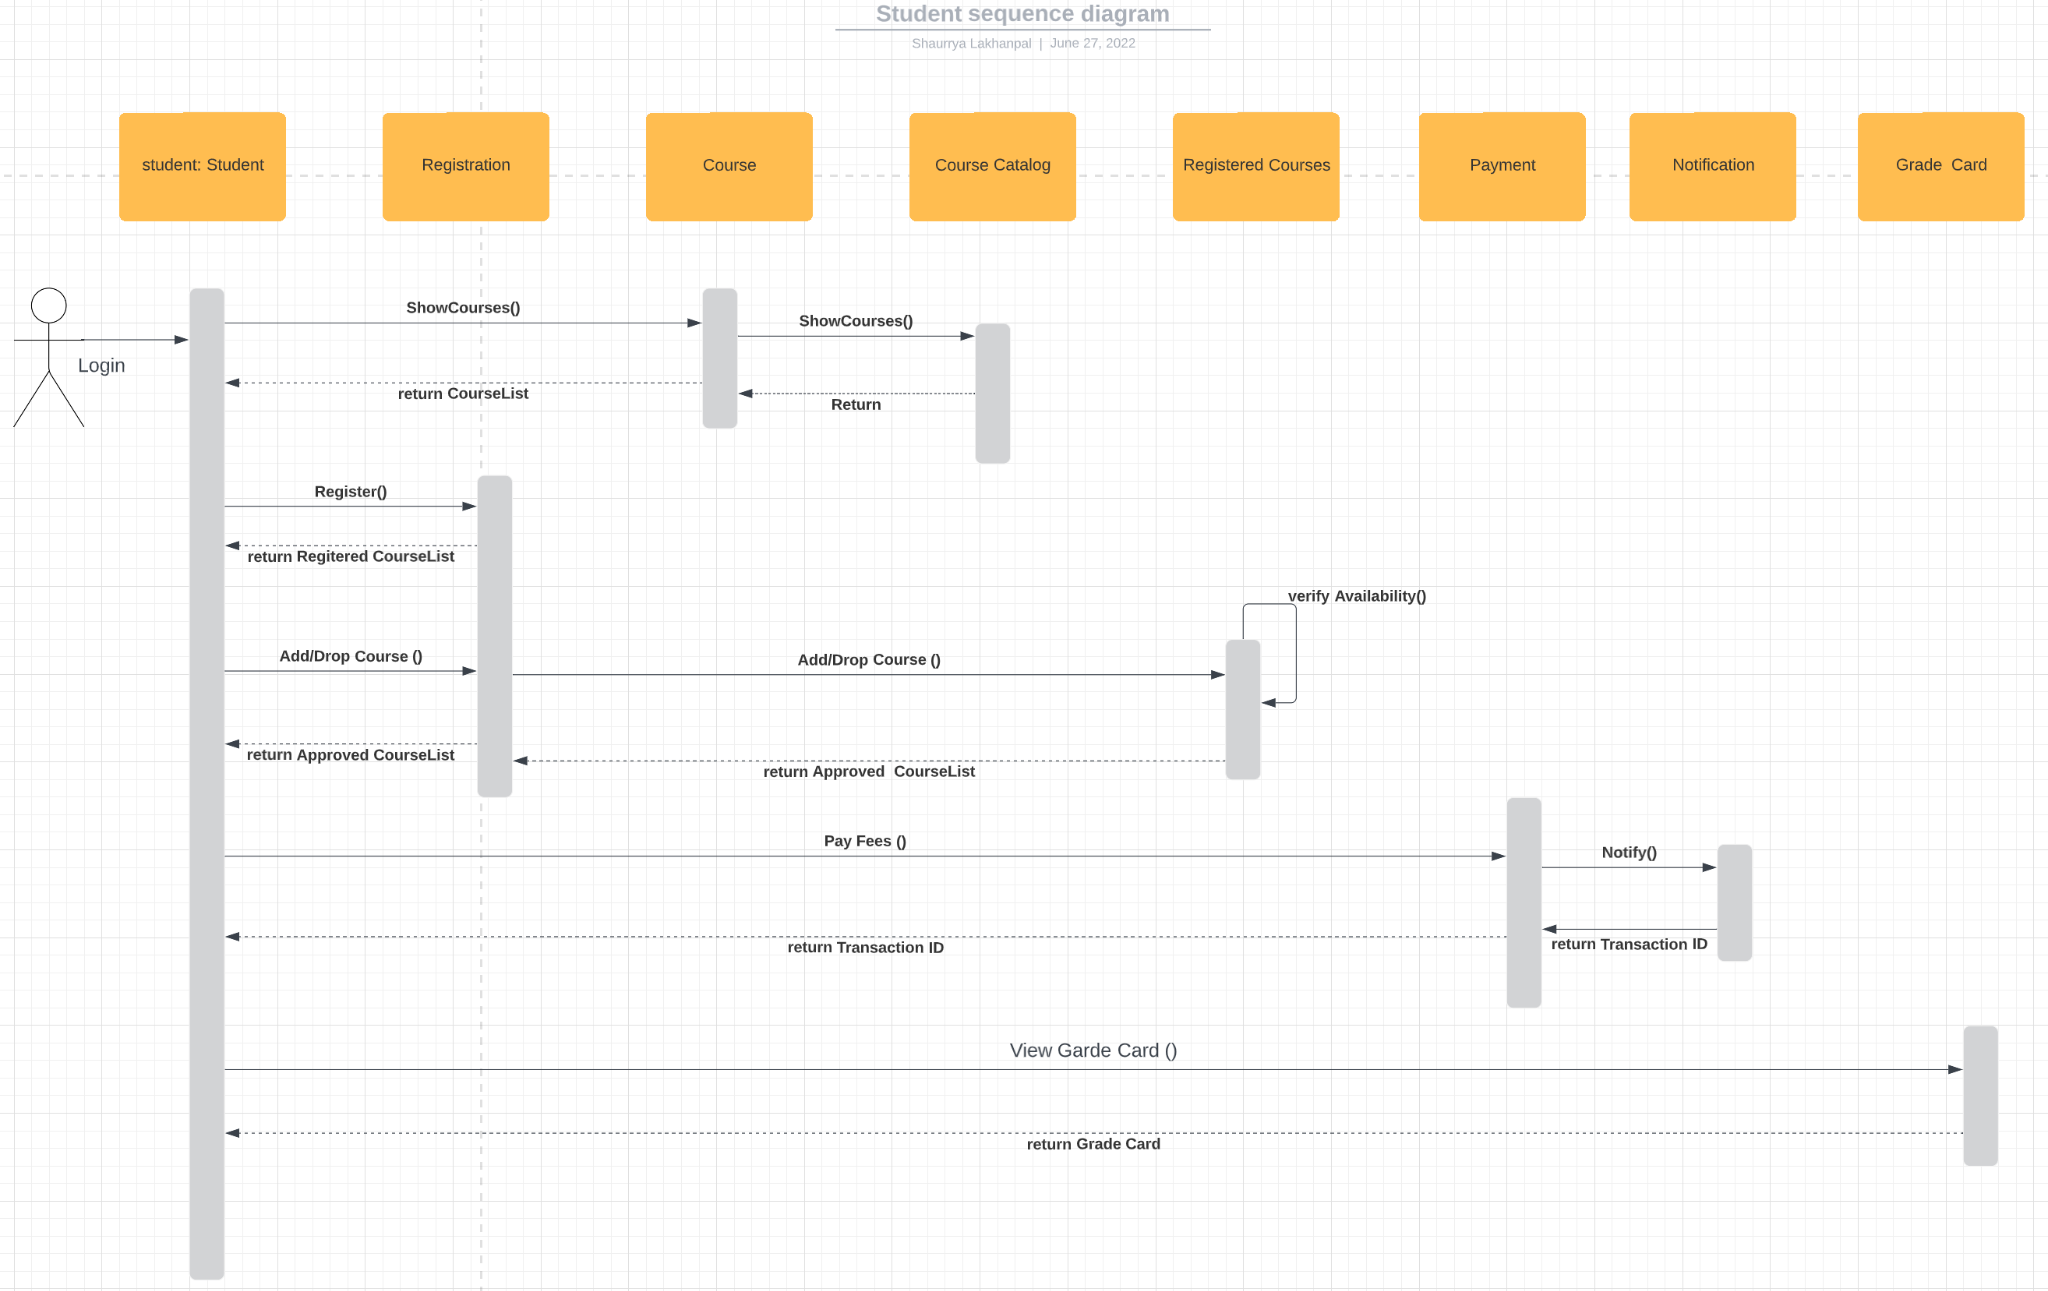 Student sequence diagram
Shaurrya Lakhanpal | June 27, 2022
student: Student
Registration
Course
Course Catalog
Registered Courses
Payment
Notification
Grade  Card
ShowCourses()
ShowCourses()
Login
return CourseList
Return
Register()
return Regitered CourseList
verify Availability()
Add/Drop Course ()
Add/Drop Course ()
return Approved CourseList
return Approved  CourseList
Pay Fees ()
Notify()
return Transaction ID
return Transaction ID
View Garde Card ()
return Grade Card